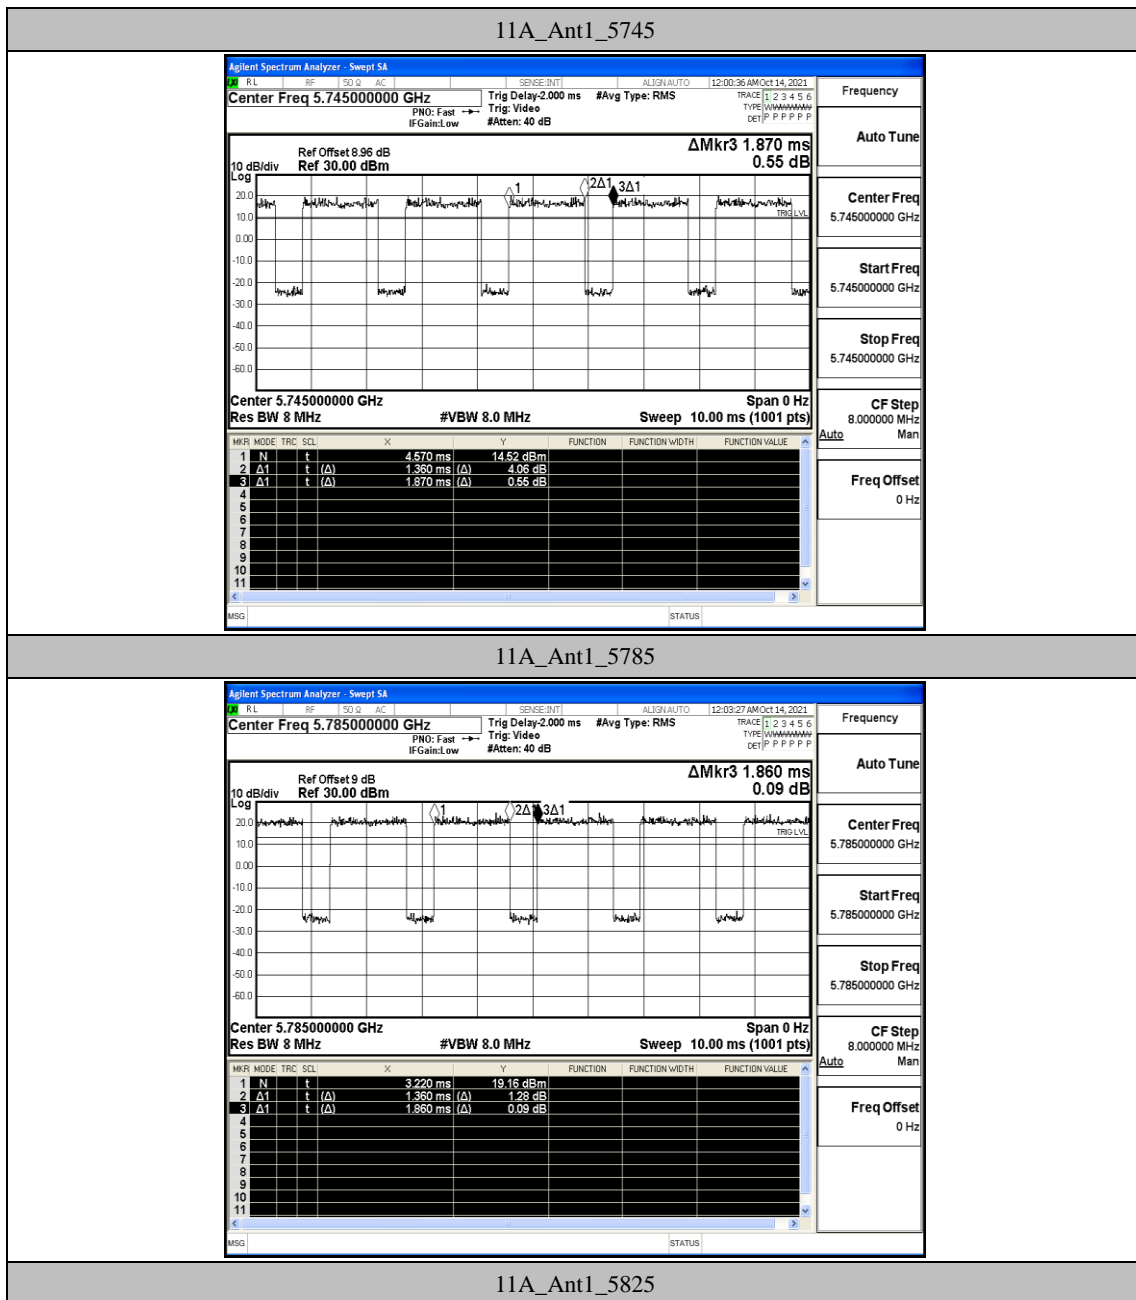 11A_Ant1_5745
Agilent Spectrum Analyzer - Swept SA
RL RF 50 Ω AC SENSE:INT ALIGNAUTO 12:00:36 AM Oct 14, 2021
Center Freq 5.745000000 GHz Trig Delay-2.000 ms #Avg Type: RMS TRACE 1 2 3 4 5 6 Frequency
PNO: Fast Trig: Video TYPE
IFGain:Low #Atten: 40 dB DET P P P P P P
Auto Tune
ΔMkr3 1.870 ms
Ref Offset 8.96 dB
10 dB/div Ref 30.00 dBm 0.55 dB
Log
20.0
10.0
0.00
-10.0
-20.0
-30.0
-40.0
-50.0
-60.0
1 2Δ1 3Δ1
TRIG LVL
Center Freq
5.745000000 GHz
Start Freq
5.745000000 GHz
Stop Freq
5.745000000 GHz
Center 5.745000000 GHz Span 0 Hz
Res BW 8 MHz #VBW 8.0 MHz Sweep 10.00 ms (1001 pts)
CF Step
8.000000 MHz
Auto Man
MKR MODE TRC SCL X Y FUNCTION FUNCTION WIDTH FUNCTION VALUE
1 N t 4.570 ms 14.52 dBm
2 Δ1 t (Δ) 1.360 ms (Δ) 4.06 dB
3 Δ1 t (Δ) 1.870 ms (Δ) 0.55 dB
4
5
6
7
8
9
10
11
Freq Offset
0 Hz
MSG STATUS
11A_Ant1_5785
Agilent Spectrum Analyzer - Swept SA
RL RF 50 Ω AC SENSE:INT ALIGNAUTO 12:03:27 AM Oct 14, 2021
Center Freq 5.785000000 GHz Trig Delay-2.000 ms #Avg Type: RMS TRACE 1 2 3 4 5 6 Frequency
PNO: Fast Trig: Video TYPE
IFGain:Low #Atten: 40 dB DET P P P P P P
Auto Tune
ΔMkr3 1.860 ms
Ref Offset 9 dB
10 dB/div Ref 30.00 dBm 0.09 dB
Log
20.0
10.0
0.00
-10.0
-20.0
-30.0
-40.0
-50.0
-60.0
1 2Δ1 3Δ1
TRIG LVL
Center Freq
5.785000000 GHz
Start Freq
5.785000000 GHz
Stop Freq
5.785000000 GHz
Center 5.785000000 GHz Span 0 Hz
Res BW 8 MHz #VBW 8.0 MHz Sweep 10.00 ms (1001 pts)
CF Step
8.000000 MHz
Auto Man
MKR MODE TRC SCL X Y FUNCTION FUNCTION WIDTH FUNCTION VALUE
1 N t 3.220 ms 19.16 dBm
2 Δ1 t (Δ) 1.360 ms (Δ) 1.28 dB
3 Δ1 t (Δ) 1.860 ms (Δ) 0.09 dB
4
5
6
7
8
9
10
11
Freq Offset
0 Hz
MSG STATUS
11A_Ant1_5825